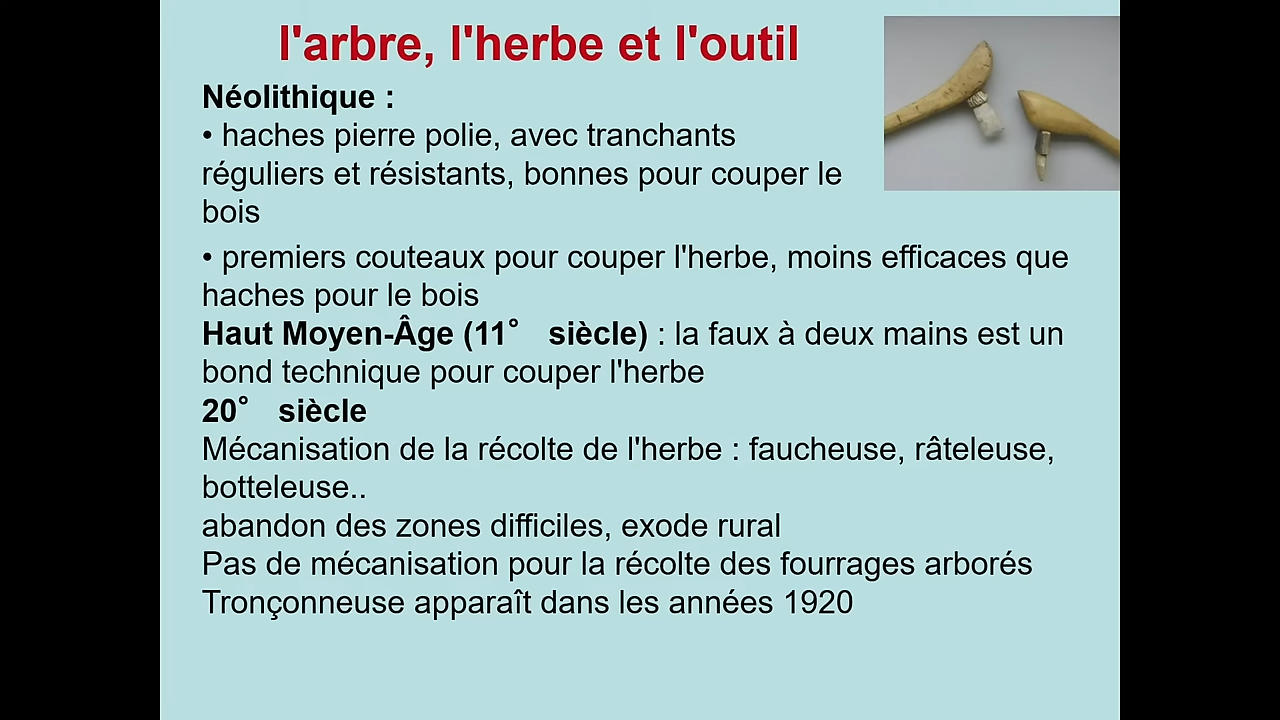 l'arbre, l'herbe et l'outil
Néolithique :
• haches pierre polie, avec tranchants
réguliers et résistants, bonnes pour couper le
bois
• premiers couteaux pour couper l'herbe, moins efficaces que
haches pour le bois
Haut Moyen-Âge (11° siècle) : la faux à deux mains est un
bond technique pour couper l'herbe
20° siècle
Mécanisation de la récolte de l'herbe : faucheuse, râteleuse,
botteleuse..
abandon des zones difficiles, exode rural
Pas de mécanisation pour la récolte des fourrages arborés
Tronçonneuse apparaît dans les années 1920